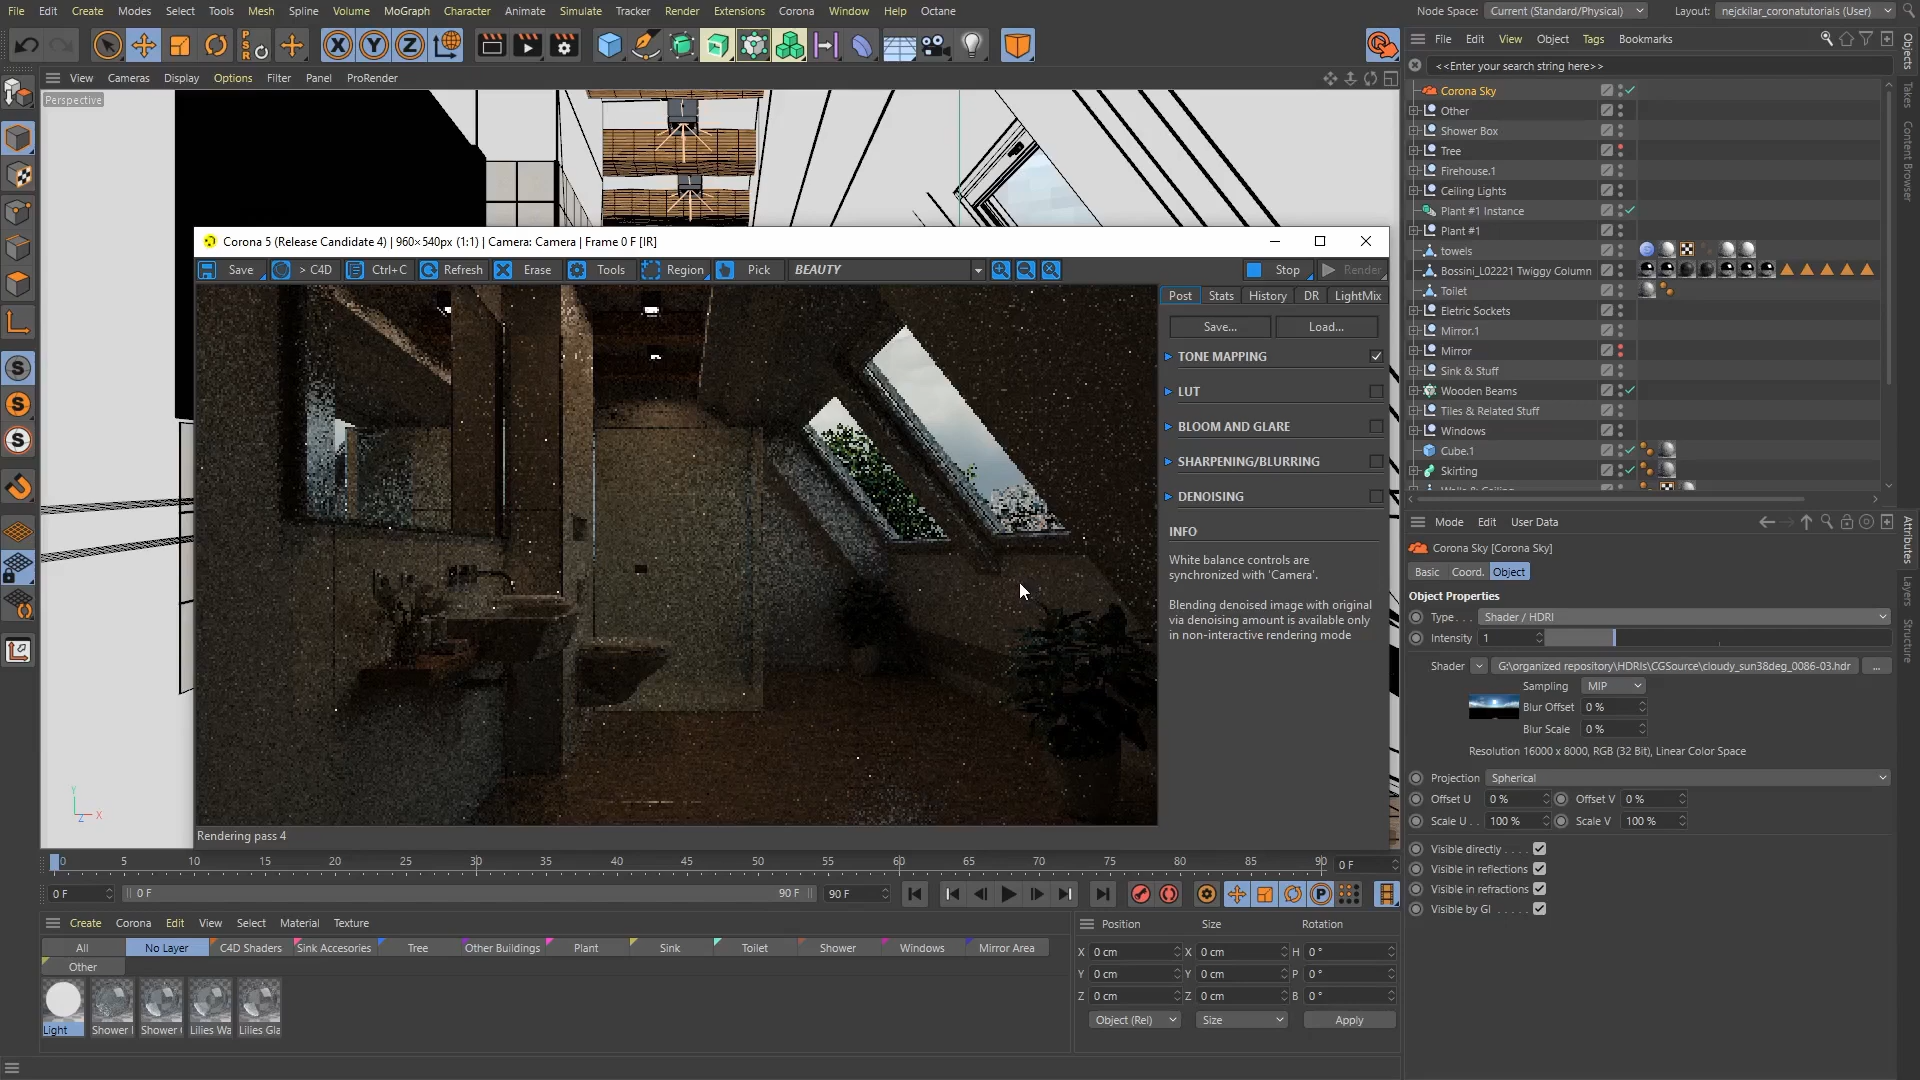 File Edit Create Modes Select Tools Mesh Spline Volume MoGraph Character Animate Simulate Tracker Render Extensions Corona Window Help Octane
Node Space: Current (Standard/Physical) Layout: nejckilar_coronatutorials (User)
PSR X Y Z
File Edit View Object Tags Bookmarks
<<Enter your search string here>>
View Cameras Display Options Filter Panel ProRender
Perspective
Corona Sky
Other
Shower Box
Tree
Firehouse.1
Ceiling Lights
Plant #1 Instance
Plant #1
towels
Bossini_L02221 Twiggy Column
Toilet
Eletric Sockets
Mirror.1
Mirror
Sink & Stuff
Wooden Beams
Tiles & Related Stuff
Windows
Cube.1
Skirting
Objects
Takes
Content Browser
Corona 5 (Release Candidate 4) | 960×540px (1:1) | Camera: Camera | Frame 0 F [IR]
Save > C4D Ctrl+C Refresh Erase Tools Region Pick BEAUTY Stop Render
Post Stats History DR LightMix
Save... Load...
TONE MAPPING
LUT
BLOOM AND GLARE
SHARPENING/BLURRING
DENOISING
INFO
White balance controls are
synchronized with 'Camera'.
Blending denoised image with original
via denoising amount is available only
in non-interactive rendering mode
Rendering pass 4
Mode Edit User Data
Corona Sky [Corona Sky]
Basic Coord. Object
Object Properties
Type . . . Shader / HDRI
Intensity 1
Shader G:\organized repository\HDRIs\CGSource\cloudy_sun38deg_0086-03.hdr ...
Sampling MIP
Blur Offset 0 %
Blur Scale 0 %
Resolution 16000 x 8000, RGB (32 Bit), Linear Color Space
Projection Spherical
Offset U 0 % Offset V 0 %
Scale U . . 100 % Scale V 100 %
Visible directly . . . .
Visible in reflections
Visible in refractions
Visible by GI . . . . .
Attributes
Layers
Structure
Y
X
Z
0 5 10 15 20 25 30 35 40 45 50 55 60 65 70 75 80 85 90 0 F
0 F 0 F 90 F 90 F
Create Corona Edit View Select Material Texture
All No Layer C4D Shaders Sink Accesories Tree Other Buildings Plant Sink Toilet Shower Windows Mirror Area
Other
Light Shower Shower Lilies Wa Lilies Gla
Position Size Rotation
X 0 cm X 0 cm H 0 °
Y 0 cm Y 0 cm P 0 °
Z 0 cm Z 0 cm B 0 °
Object (Rel) Size Apply